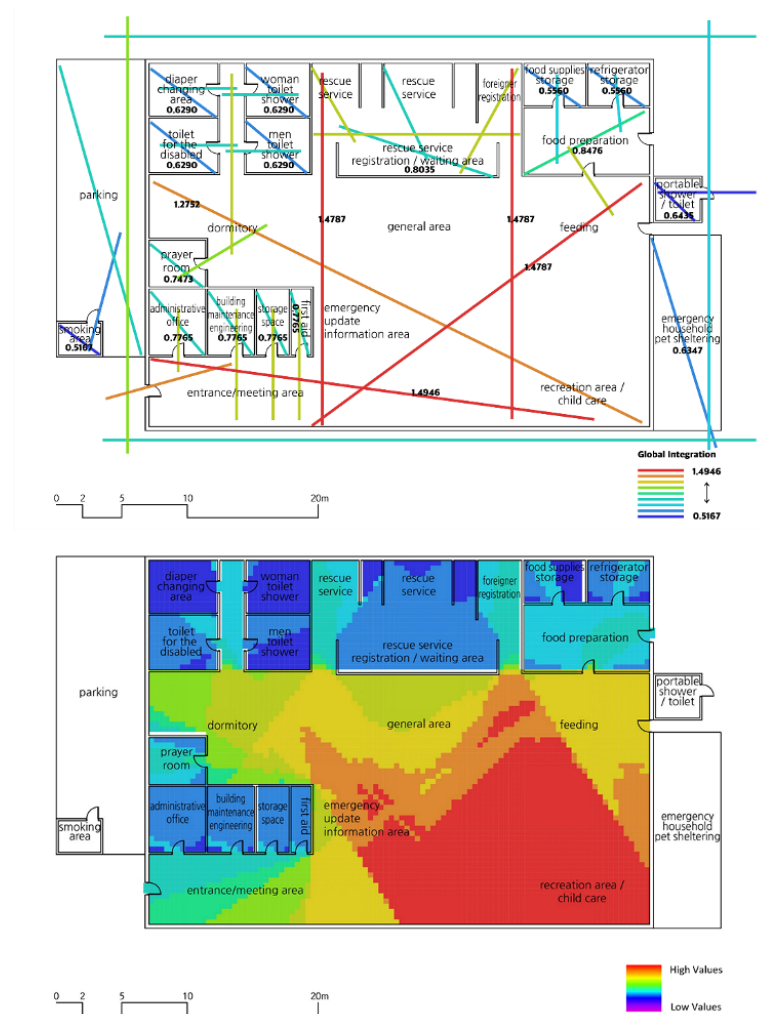 diaper
changing
area
0.6290
woman
toilet
shower
0.6290
rescue
service
rescue
service
foreigner
registration
food supplies
storage
0.5560
refrigerator
storage
0.5560
toilet
for the
disabled
0.6290
men
toilet
shower
0.6290
rescue service
registration / waiting area
0.8035
food preparation
0.8476
parking
1.2752
dormitory
1.4787
general area
1.4787
feeding
1.4787
portable
shower
/ toilet
0.6435
prayer
room
0.7473
administrative
office
0.7765
building
maintenance
engineering
0.7765
storage
space
0.7765
first aid
0.7765
emergency
update
information area
smoking
area
0.5167
emergency
household
pet sheltering
0.6347
entrance/meeting area
1.4946
recreation area /
child care
Global Integration
1.4946
0.5167
0 2 5 10 20m
diaper
changing
area
woman
toilet
shower
rescue
service
rescue
service
foreigner
registration
food supplies
storage
refrigerator
storage
toilet
for the
disabled
men
toilet
shower
rescue service
registration / waiting area
food preparation
parking
dormitory
general area
feeding
portable
shower
/ toilet
prayer
room
administrative
office
building
maintenance
engineering
storage
space
first aid
emergency
update
information area
smoking
area
emergency
household
pet sheltering
entrance/meeting area
recreation area /
child care
High Values
Low Values
0 2 5 10 20m